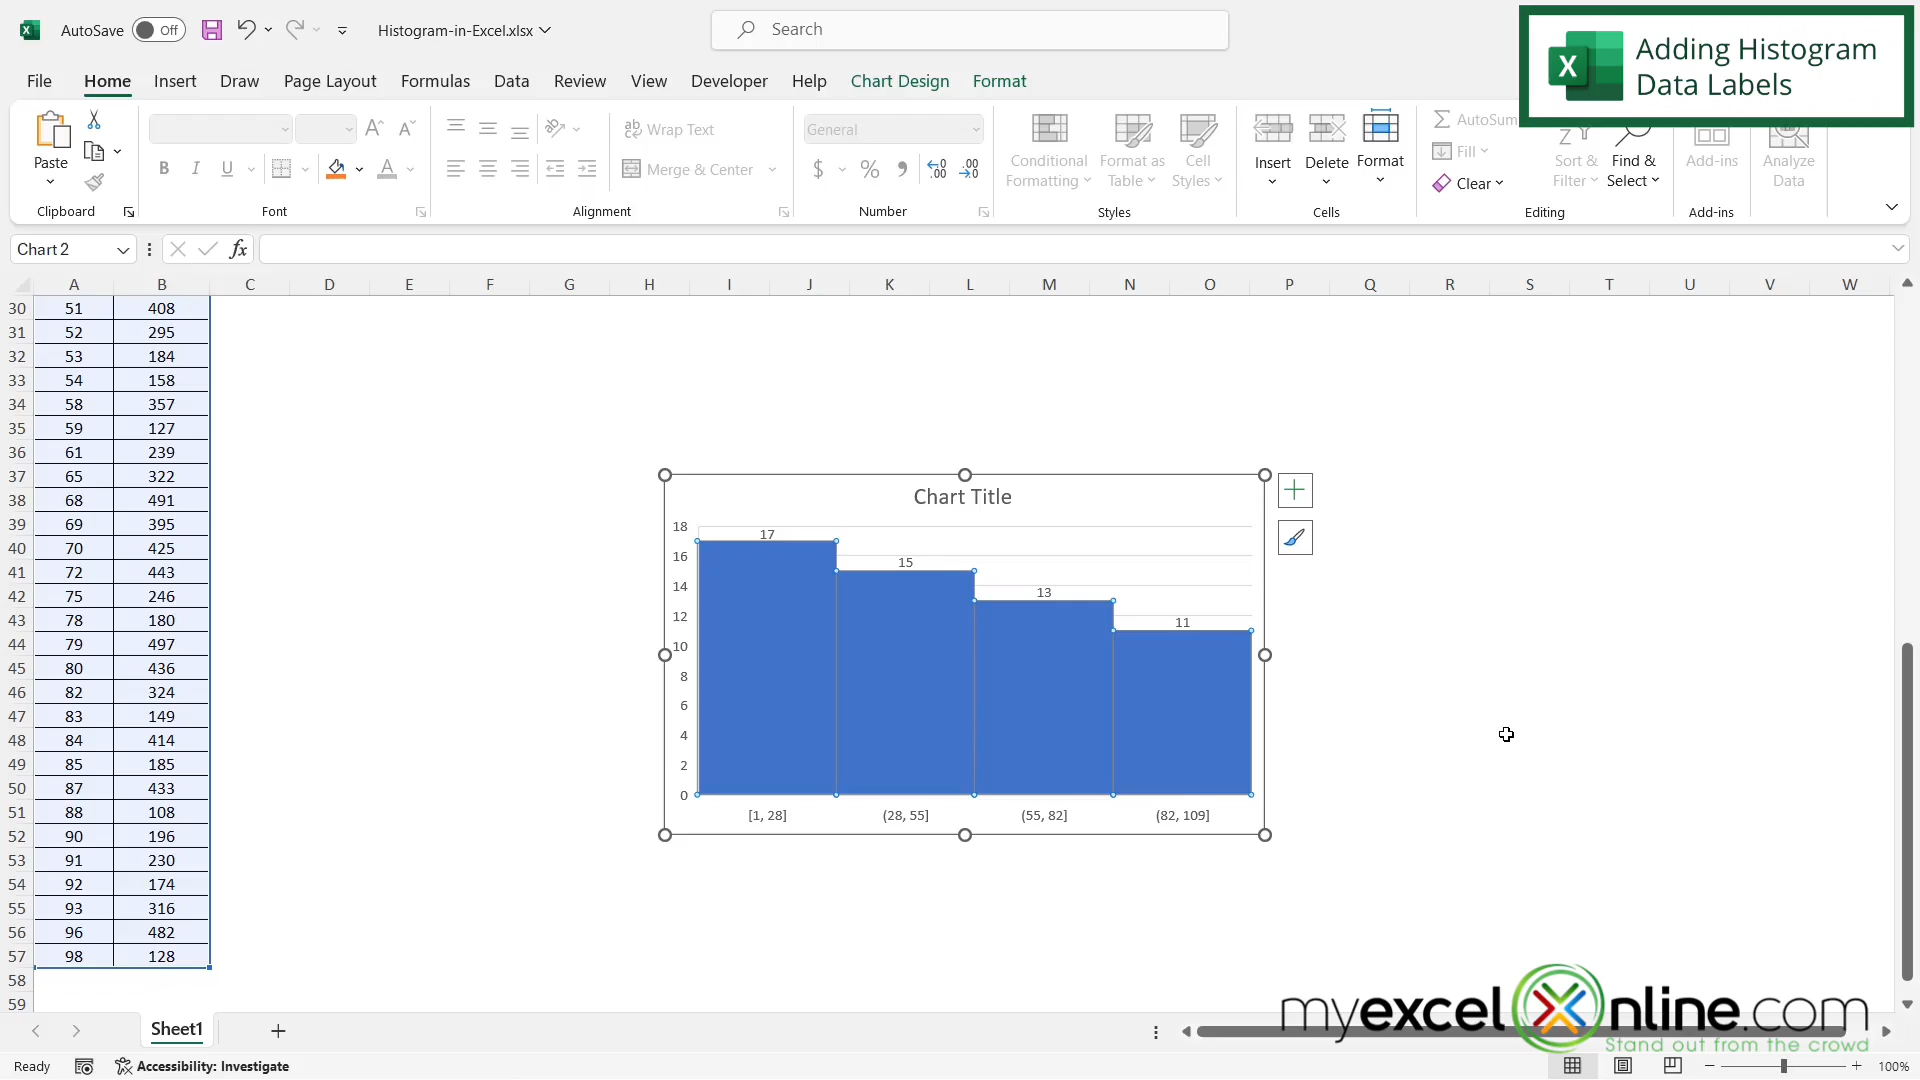 AutoSave Off Histogram-in-Excel.xlsx Search
Adding Histogram
Data Labels
File Home Insert Draw Page Layout Formulas Data Review View Developer Help Chart Design Format
Paste
Clipboard
B I U
Font
Wrap Text
Merge & Center
Alignment
General
$ % 9 .00
Number
Conditional
Formatting
Format as
Table
Cell
Styles
Styles
Insert
Delete
Format
Cells
AutoSum
Fill
Clear
Sort &
Filter
Find &
Select
Editing
Add-ins
Add-ins
Analyze
Data
Chart 2 fx
A B C D E F G H I J K L M N O P Q R S T U V W
30 51 408
31 52 295
32 53 184
33 54 158
34 58 357
35 59 127
36 61 239
37 65 322
38 68 491
39 69 395
40 70 425
41 72 443
42 75 246
43 78 180
44 79 497
45 80 436
46 82 324
47 83 149
48 84 414
49 85 185
50 87 433
51 88 108
52 90 196
53 91 230
54 92 174
55 93 316
56 96 482
57 98 128
58
59
Chart Title
18
16
14
12
10
8
6
4
2
0
17
15
13
11
[1, 28] (28, 55] (55, 82] (82, 109]
myexcelonline.com
Stand out from the crowd
Sheet1
Ready Accessibility: Investigate 100%